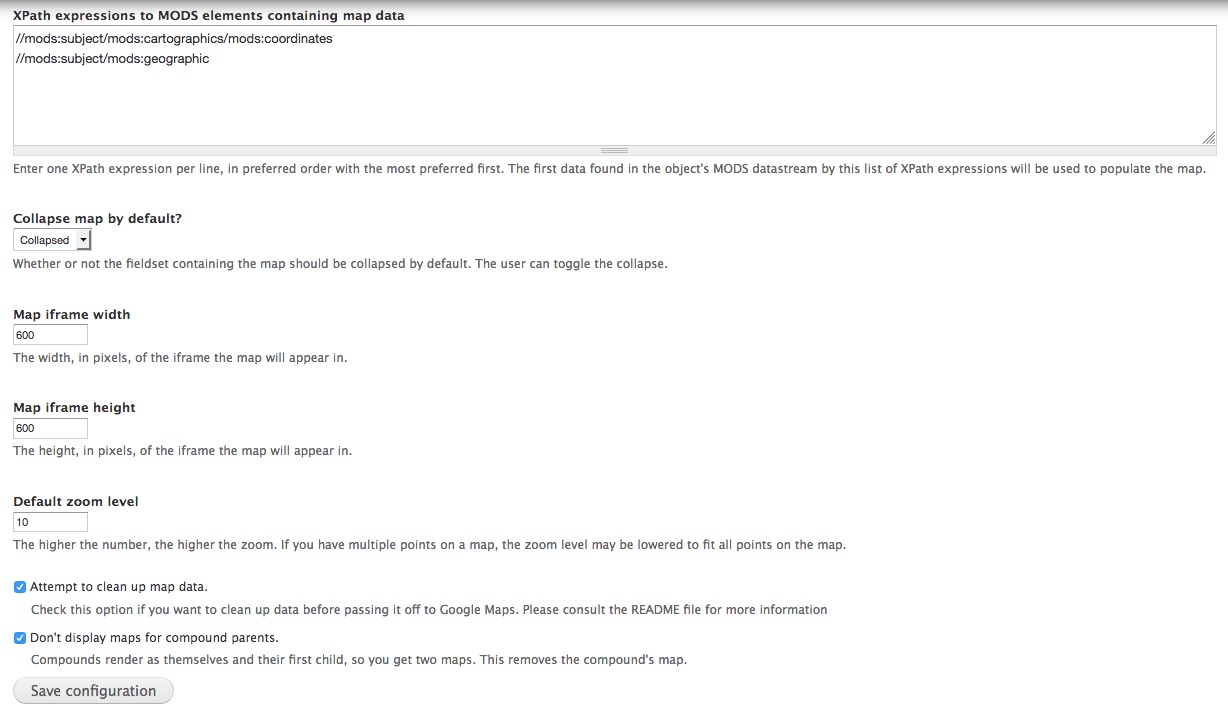 XPath expressions to MODS elements containing map data
//mods:subject/mods:cartographics/mods:coordinates
//mods:subject/mods:geographic
Enter one XPath expression per line, in preferred order with the most preferred first. The first data found in the object's MODS datastream by this list of XPath expressions will be used to populate the map.
Collapse map by default?
Collapsed
Whether or not the fieldset containing the map should be collapsed by default. The user can toggle the collapse.
Map iframe width
600
The width, in pixels, of the iframe the map will appear in.
Map iframe height
600
The height, in pixels, of the iframe the map will appear in.
Default zoom level
10
The higher the number, the higher the zoom. If you have multiple points on a map, the zoom level may be lowered to fit all points on the map.
Attempt to clean up map data.
Check this option if you want to clean up data before passing it off to Google Maps. Please consult the README file for more information
Don't display maps for compound parents.
Compounds render as themselves and their first child, so you get two maps. This removes the compound's map.
Save configuration